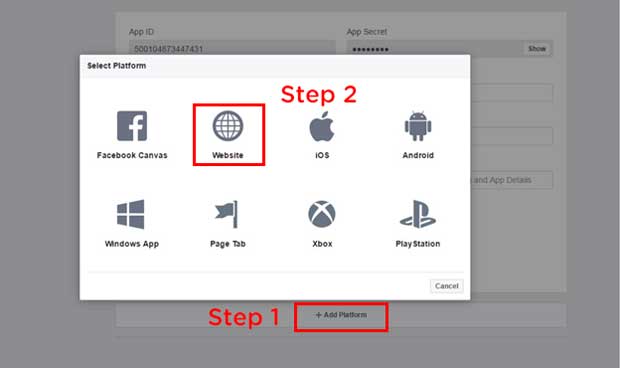 App ID
App Secret
500104673447431
••••••••
Show
Select Platform
Step 2
Facebook Canvas
Website
iOS
Android
and App Details
Windows App
Page Tab
Xbox
PlayStation
Cancel
Step 1
+ Add Platform